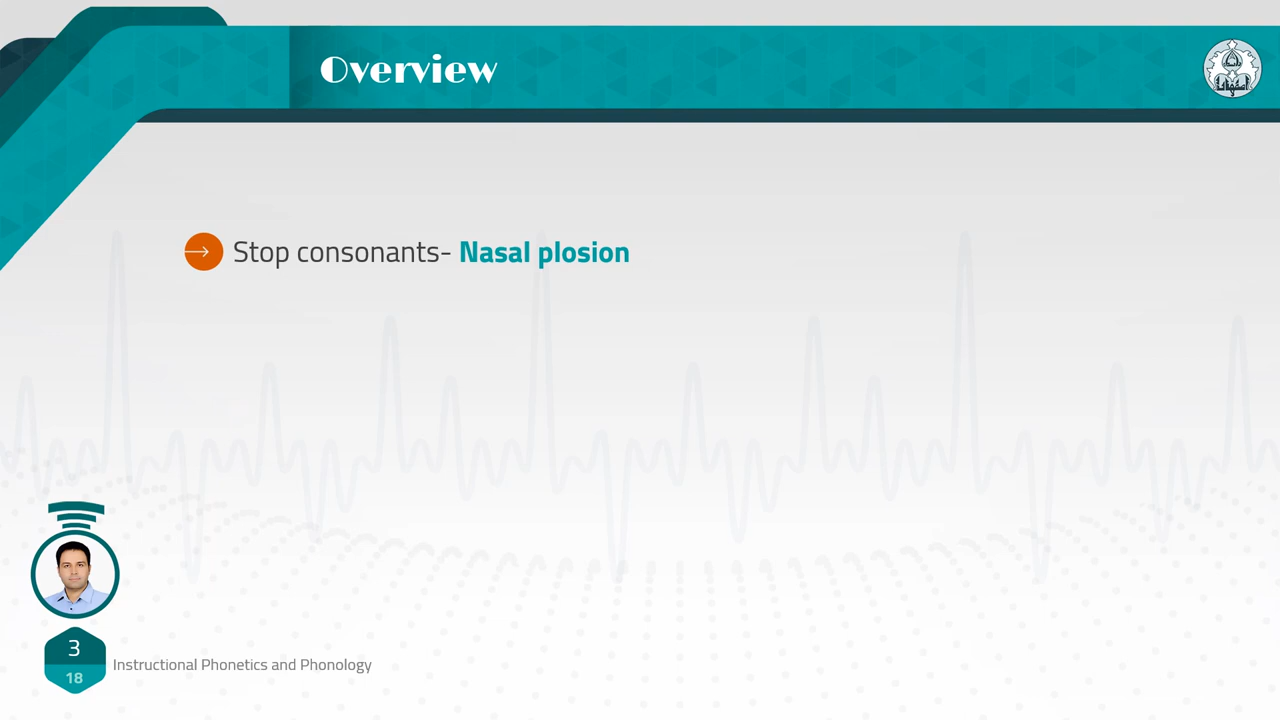 Overview
Stop consonants- Nasal plosion
3
18
Instructional Phonetics and Phonology